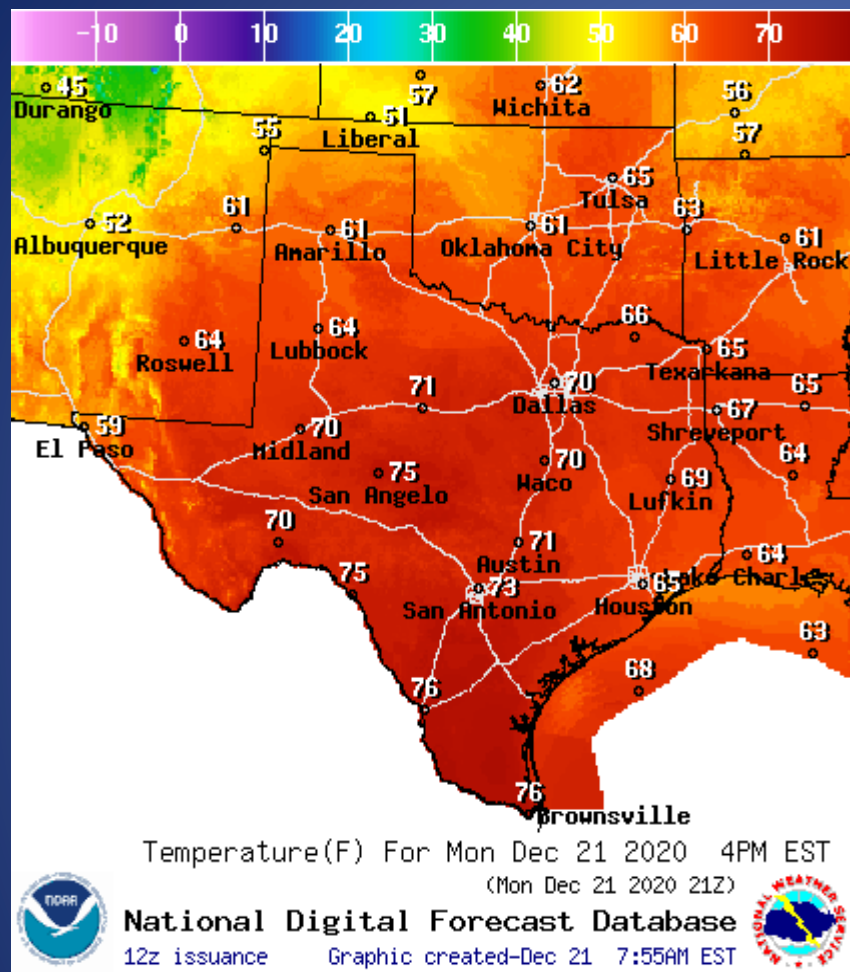 -10 0 10 20 30 40 50 60 70
45
Durango
57
62
Wichita
56
51
Liberal
55
57
65
Tulsa
52
Albuquerque
61
61
Amarillo
61
Oklahoma City
63
61
Little Rock
64
Roswell
64
Lubbock
66
65
Texarkana
70
Dallas
71
65
67
Shreveport
59
El Paso
70
Midland
75
San Angelo
70
Waco
69
Lufkin
64
70
71
Austin
64
Lake Charles
75
73
San Antonio
65
Houston
63
68
76
76
Brownsville
Temperature(F) For Mon Dec 21 2020 4PM EST
(Mon Dec 21 2020 21Z)
NOAA
National Digital Forecast Database
NATIONAL WEATHER SERVICE
12z issuance Graphic created-Dec 21 7:55AM EST